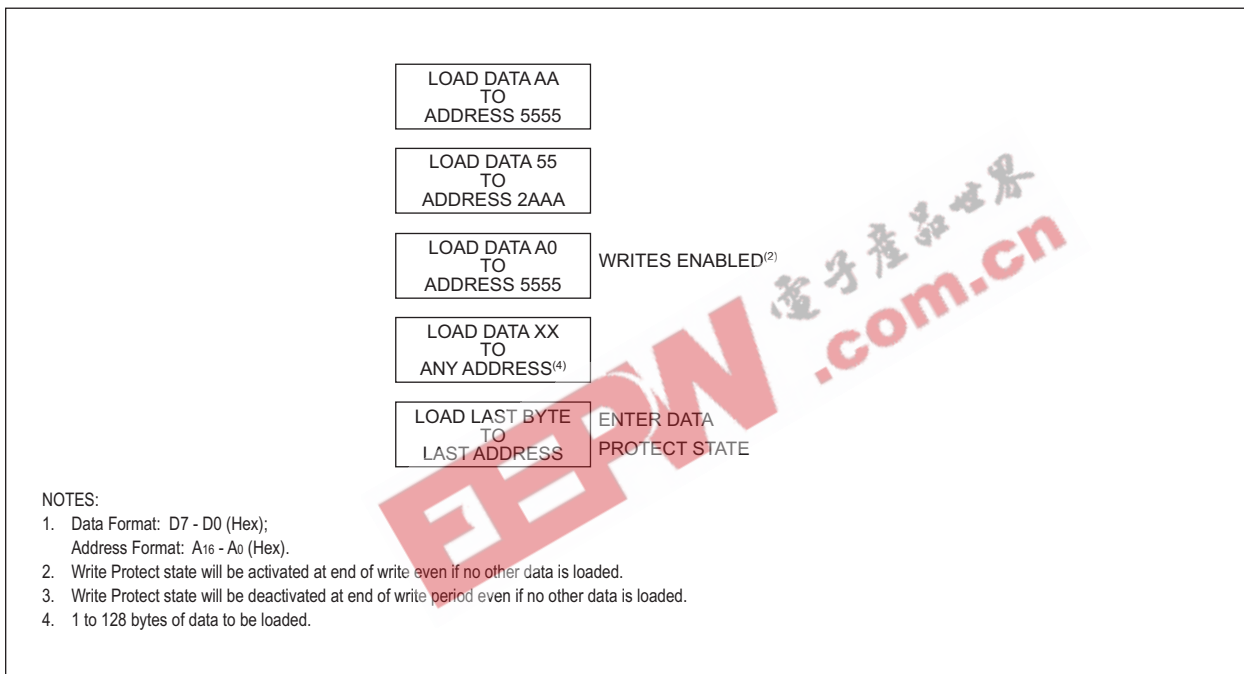 LOAD DATA AA
TO
ADDRESS 5555
LOAD DATA 55
TO
ADDRESS 2AAA
LOAD DATA A0
TO
ADDRESS 5555
WRITES ENABLED(2)
LOAD DATA XX
TO
ANY ADDRESS(4)
LOAD LAST BYTE
TO
LAST ADDRESS
ENTER DATA
PROTECT STATE
EEPW
電子產品世界
.com.cn
NOTES:
1. Data Format: D7 - D0 (Hex);
Address Format: A16 - A0 (Hex).
2. Write Protect state will be activated at end of write even if no other data is loaded.
3. Write Protect state will be deactivated at end of write period even if no other data is loaded.
4. 1 to 128 bytes of data to be loaded.